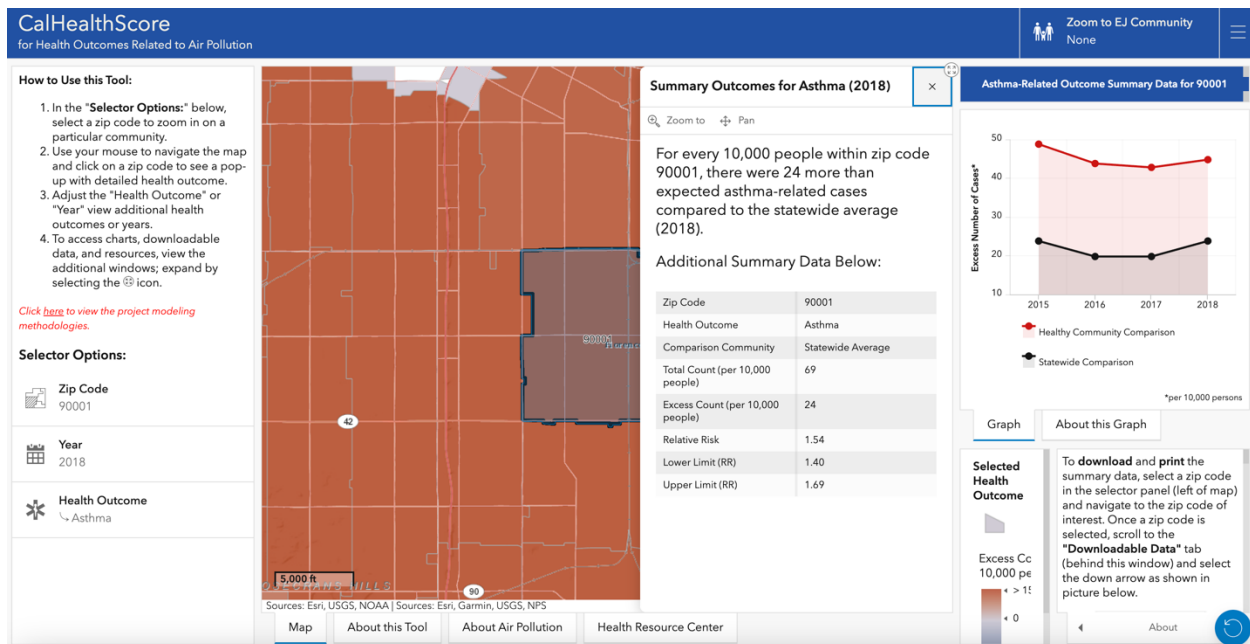 CalHealthScore
for Health Outcomes Related to Air Pollution
Zoom to EJ Community
None
How to Use this Tool:
1. In the "Selector Options:" below,
select a zip code to zoom in on a
particular community.
2. Use your mouse to navigate the map
and click on a zip code to see a pop-
up with detailed health outcome.
3. Adjust the "Health Outcome" or
"Year" view additional health
outcomes or years.
4. To access charts, downloadable
data, and resources, view the
additional windows; expand by
selecting the icon.
Click here to view the project modeling
methodologies.
Selector Options:
Zip Code
90001
Year
2018
Health Outcome
Asthma
42
90001
90
5,000 ft
Sources: Esri, USGS, NOAA | Sources: Esri, Garmin, USGS, NPS
Map
About this Tool
About Air Pollution
Health Resource Center
Summary Outcomes for Asthma (2018)
Zoom to
Pan
For every 10,000 people within zip code
90001, there were 24 more than
expected asthma-related cases
compared to the statewide average
(2018).
Additional Summary Data Below:
Zip Code 90001
Health Outcome Asthma
Comparison Community Statewide Average
Total Count (per 10,000 69
people)
Excess Count (per 10,000 24
people)
Relative Risk 1.54
Lower Limit (RR) 1.40
Upper Limit (RR) 1.69
Asthma-Related Outcome Summary Data for 90001
Excess Number of Cases*
50
40
30
20
10
2015 2016 2017 2018
Healthy Community Comparison
Statewide Comparison
*per 10,000 persons
Graph
About this Graph
Selected
Health
Outcome
Excess Co
10,000 pe
> 15
0
To download and print the
summary data, select a zip code
in the selector panel (left of map)
and navigate to the zip code of
interest. Once a zip code is
selected, scroll to the
"Downloadable Data" tab
(behind this window) and select
the down arrow as shown in
picture below.
About